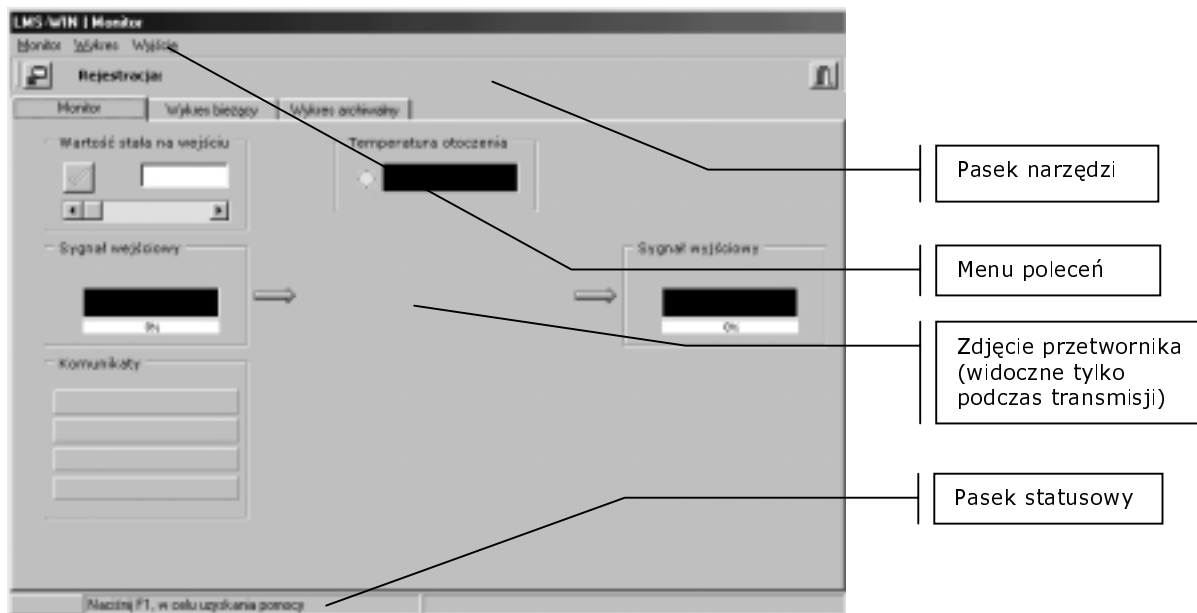 LMS-WIN | Monitor
Monitor Wykres Wyjście
Rejestracja:
Monitor Wykres bieżący Wykres archiwalny
Wartość stała na wejściu
Temperatura otoczenia
Pasek narzędzi
Sygnał wejściowy
Sygnał wyjściowy
Menu poleceń
0%
0%
Komunikaty
Zdjęcie przetwornika
(widoczne tylko
podczas transmisji)
Pasek statusowy
Naciśnij F1, w celu uzyskania pomocy